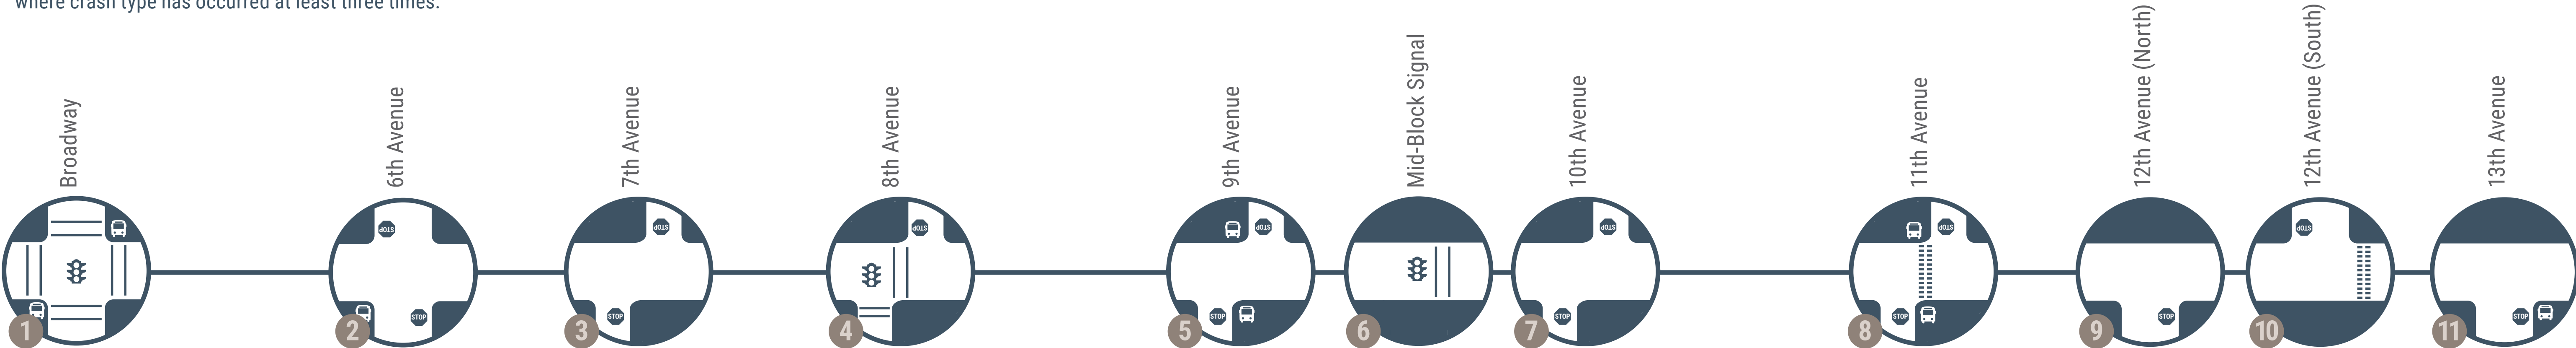 where crash type has occurred at least three times.
Broadway
6th Avenue
7th Avenue
8th Avenue
9th Avenue
Mid-Block Signal
10th Avenue
11th Avenue
12th Avenue (North)
12th Avenue (South)
13th Avenue
STOP
STOP
STOP
STOP
STOP
STOP
STOP
STOP
STOP
STOP
STOP
STOP
STOP
STOP
1
2
3
4
5
6
7
8
9
10
11